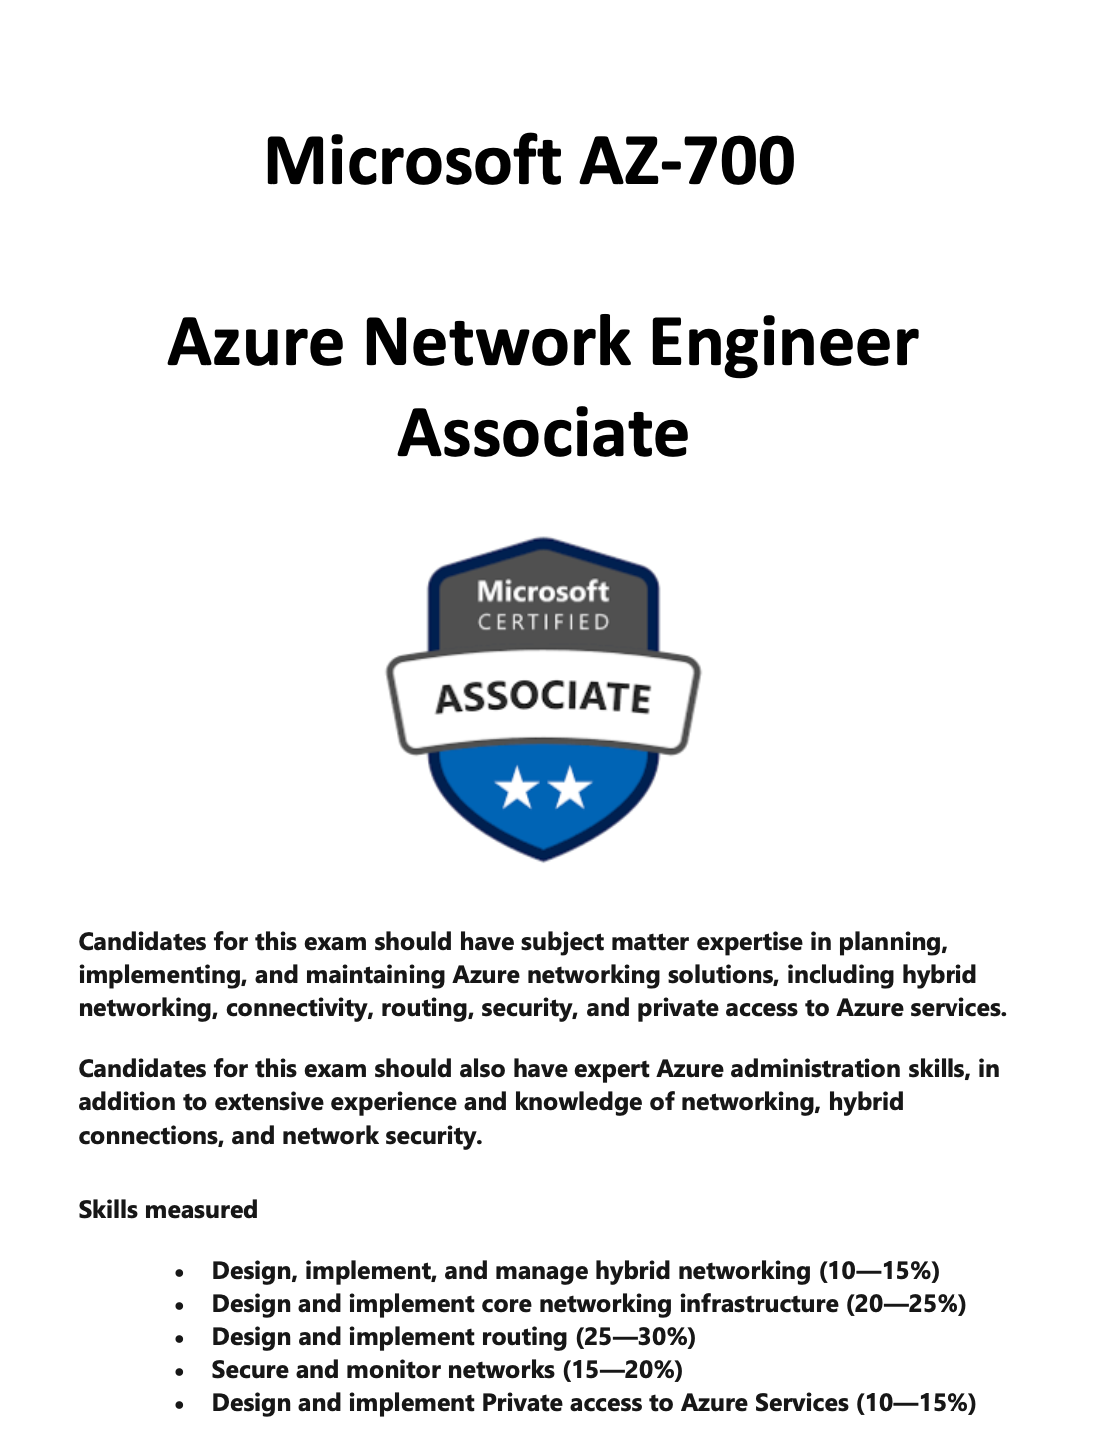 Microsoft AZ-700
Azure Network Engineer
Associate
Microsoft
CERTIFIED
ASSOCIATE
Candidates for this exam should have subject matter expertise in planning,
implementing, and maintaining Azure networking solutions, including hybrid
networking, connectivity, routing, security, and private access to Azure services.
Candidates for this exam should also have expert Azure administration skills, in
addition to extensive experience and knowledge of networking, hybrid
connections, and network security.
Skills measured
• Design, implement, and manage hybrid networking (10—15%)
• Design and implement core networking infrastructure (20—25%)
• Design and implement routing (25—30%)
• Secure and monitor networks (15—20%)
• Design and implement Private access to Azure Services (10—15%)